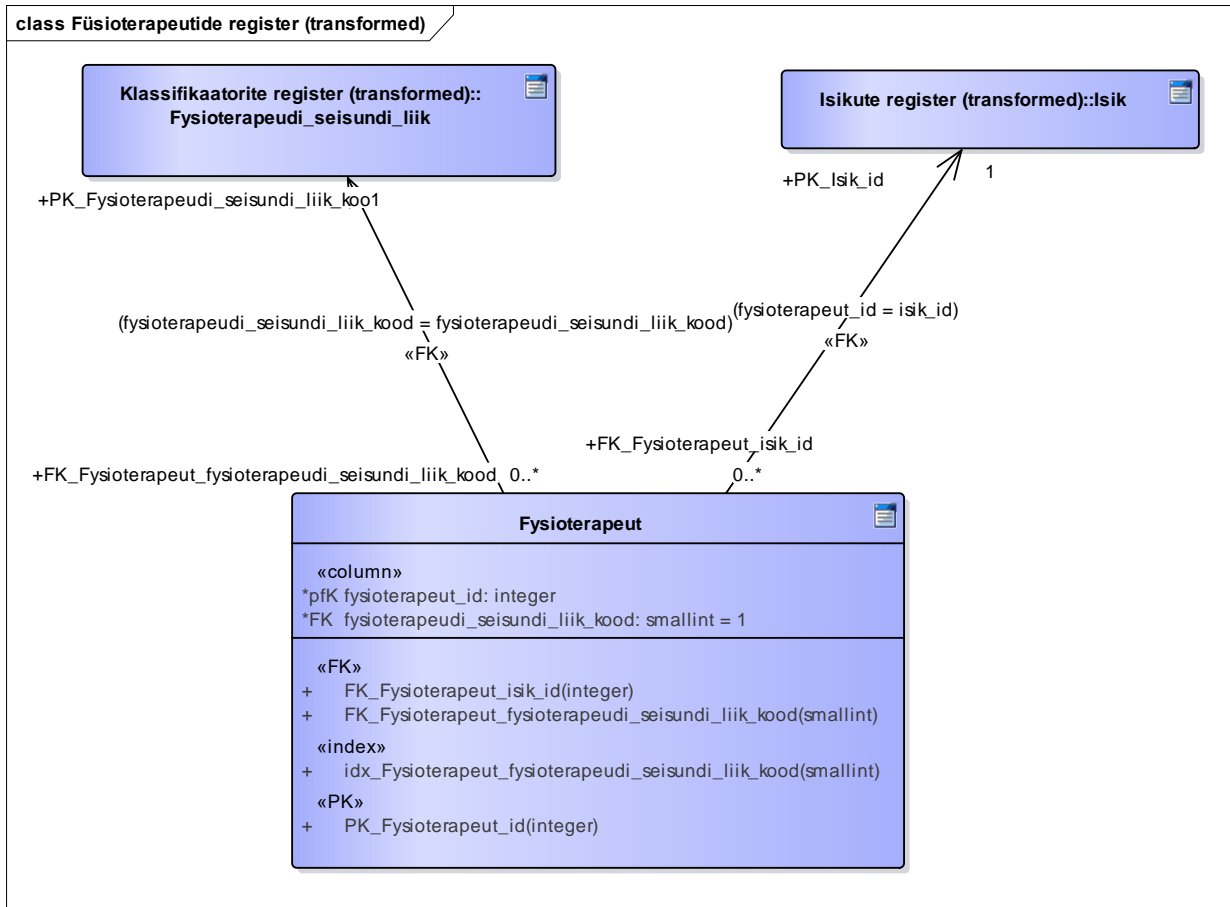 class Füsioterapeutide register (transformed)
Klassifikaatorite register (transformed)::
Fysioterapeudi_seisundi_liik
Isikute register (transformed)::Isik
+PK_Fysioterapeudi_seisundi_liik_koo1
+PK_Isik_id
1
(fysioterapeudi_seisundi_liik_kood = fysioterapeudi_seisundi_liik_kood)
«FK»
(fysioterapeut_id = isik_id)
«FK»
+FK_Fysioterapeut_fysioterapeudi_seisundi_liik_kood
0..*
+FK_Fysioterapeut_isik_id
0..*
Fysioterapeut
«column»
*pfK fysioterapeut_id: integer
*FK fysioterapeudi_seisundi_liik_kood: smallint = 1
«FK»
+ FK_Fysioterapeut_isik_id(integer)
+ FK_Fysioterapeut_fysioterapeudi_seisundi_liik_kood(smallint)
«index»
+ idx_Fysioterapeut_fysioterapeudi_seisundi_liik_kood(smallint)
«PK»
+ PK_Fysioterapeut_id(integer)